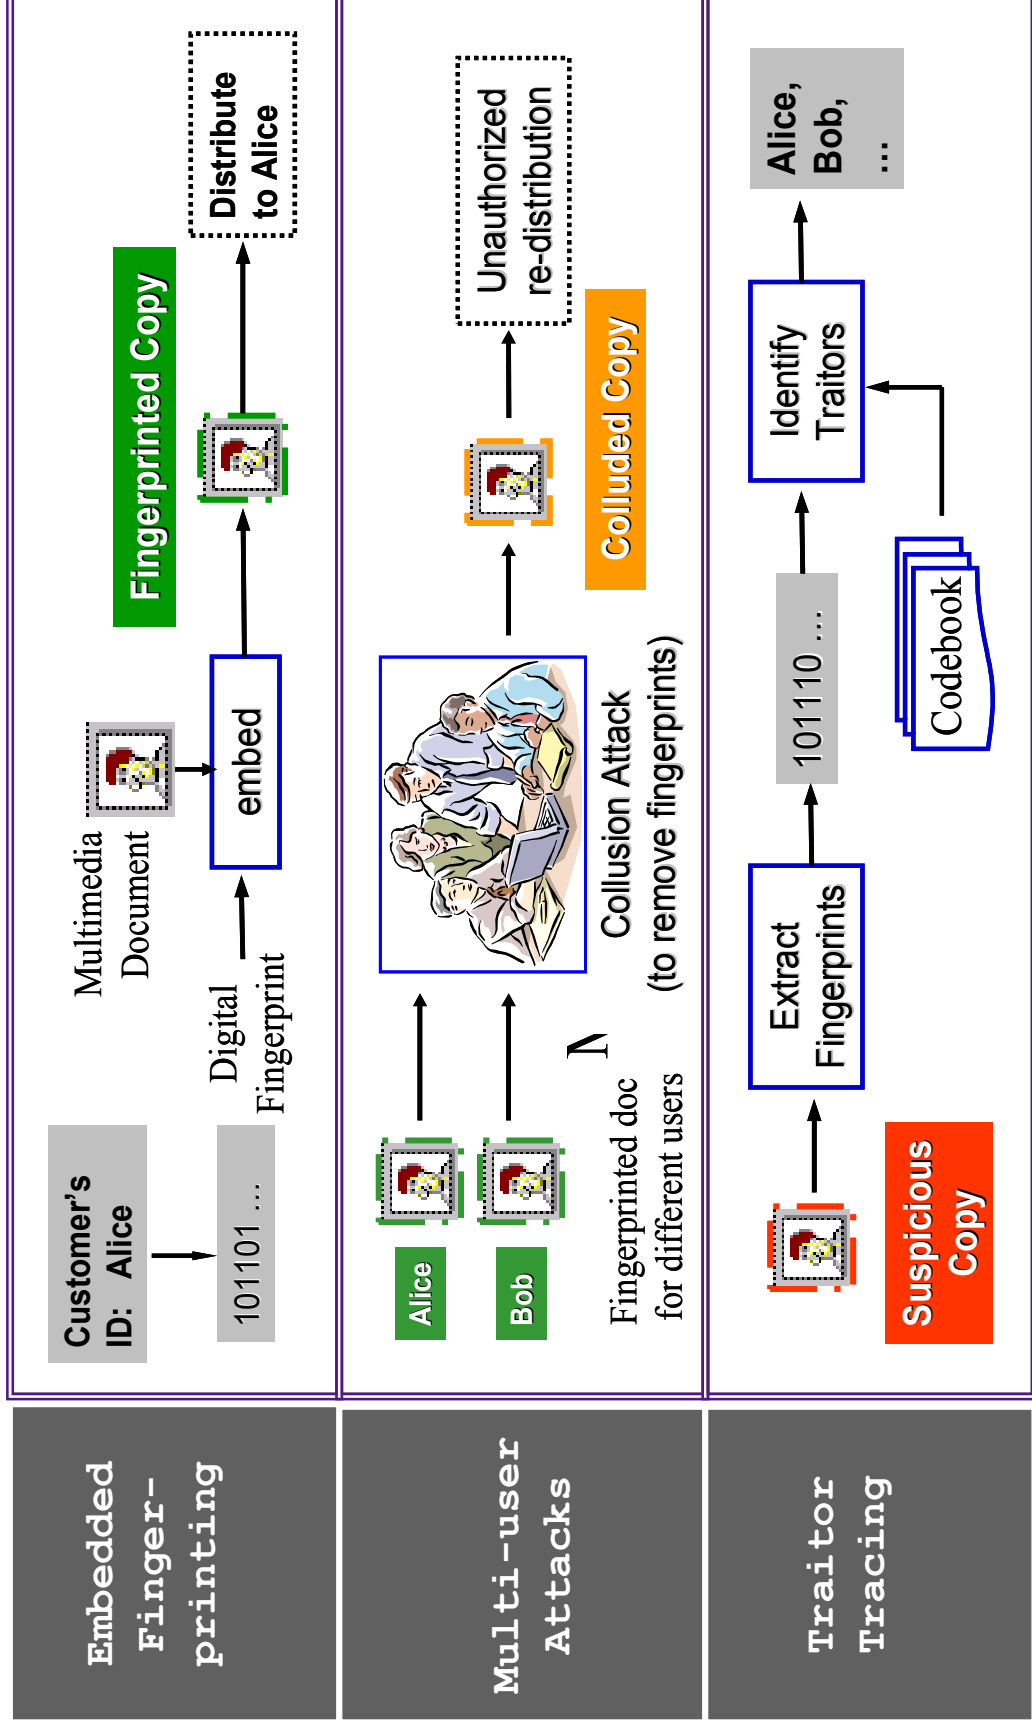 Embedded
Finger-
printing
Customer's
ID: Alice
101101 ...
Digital
Fingerprint
Multimedia
Document
embed
Fingerprinted Copy
Distribute
to Alice
Multi-user
Attacks
Alice
Bob
Fingerprinted doc
for different users
N
Collusion Attack
(to remove fingerprints)
Colluded Copy
Unauthorized
re-distribution
Traitor
Tracing
Suspicious
Copy
Extract
Fingerprints
101110 ...
Codebook
Identify
Traitors
Alice,
Bob,
...